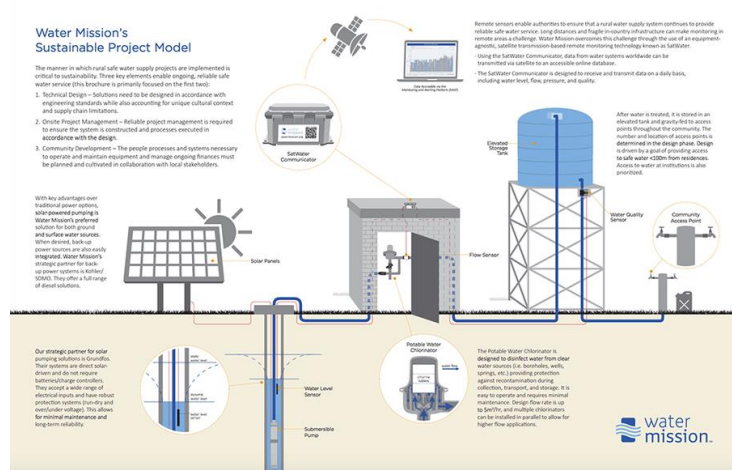 Water Mission's
Sustainable Project Model
The manner in which rural safe water supply projects are implemented is
critical to sustainability. Three key elements enable ongoing, reliable safe
water service (this brochure is primarily focused on the first two):
1. Technical Design – Solutions need to be designed in accordance with
engineering standards while also accounting for unique cultural context
and supply chain limitations.
2. Onsite Project Management – Reliable project management is required
to ensure the system is constructed and processes executed in
accordance with the design.
3. Community Development – The people processes and systems necessary
to operate and maintain equipment and manage ongoing finances must
be planned and cultivated in collaboration with local stakeholders.
Remote sensors enable authorities to ensure that a rural water supply system continues to provide
reliable safe water service. Long distances and fragile in-country infrastructure can make monitoring in
remote areas a challenge. Water Mission overcomes this challenge through the use of an equipment-
agnostic, satellite transmission-based remote monitoring technology known as SatWater.
· Using the SatWater Communicator, data from water systems worldwide can be
transmitted via satellite to an accessible online database.
· The SatWater Communicator is designed to receive and transmit data on a daily basis,
including water level, flow, pressure, and quality.
water
mission
SatWater
Communicator
After water is treated, it is stored in an
elevated tank and gravity-fed to access
points throughout the community. The
number and location of access points is
determined in the design phase. Design
is driven by a goal of providing access
to safe water <100m from residences.
Access to water at institutions is also
prioritized.
Elevated
Storage
Tank
Water Quality
Sensor
Community
Access Point
With key advantages over
traditional power options,
solar-powered pumping is
Water Mission's preferred
solution for both ground
and surface water sources.
When desired, back-up
power sources are also easily
integrated. Water Mission's
strategic partner for back-
up power systems is Kohler/
SDMO. They offer a full range
of diesel solutions.
Solar Panels
Flow Sensor
Our strategic partner for solar
pumping solutions is Grundfos.
Their systems are direct solar-
driven and do not require
batteries/charge controllers.
They accept a wide range of
electrical inputs and have robust
protection systems (run-dry and
over/under voltage). This allows
for minimal maintenance and
long-term reliability.
Water Level
Sensor
Submersible
Pump
Potable Water
Chlorinator
water flow
The Potable Water Chlorinator is
designed to disinfect water from clear
water sources (i.e. boreholes, wells,
springs, etc.) providing protection
against recontamination during
collection, transport, and storage. It is
easy to operate and requires minimal
maintenance. Design flow rate is up
to 5m³/hr, and multiple chlorinators
can be installed in parallel to allow for
higher flow applications.
water
mission